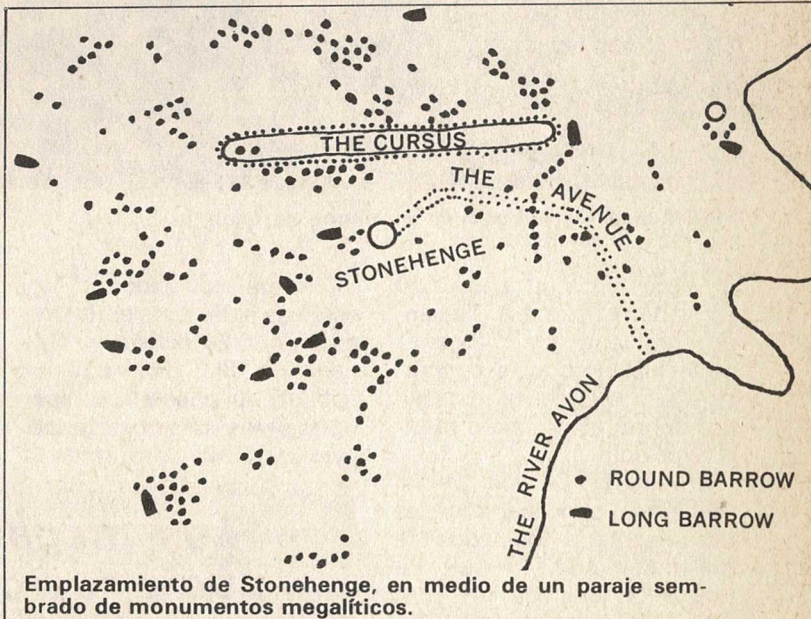 THE CURSUS
THE AVENUE
STONEHENGE
THE RIVER AVON
ROUND BARROW
LONG BARROW
Emplazamiento de Stonehenge, en medio de un paraje sem-
brado de monumentos megalíticos.